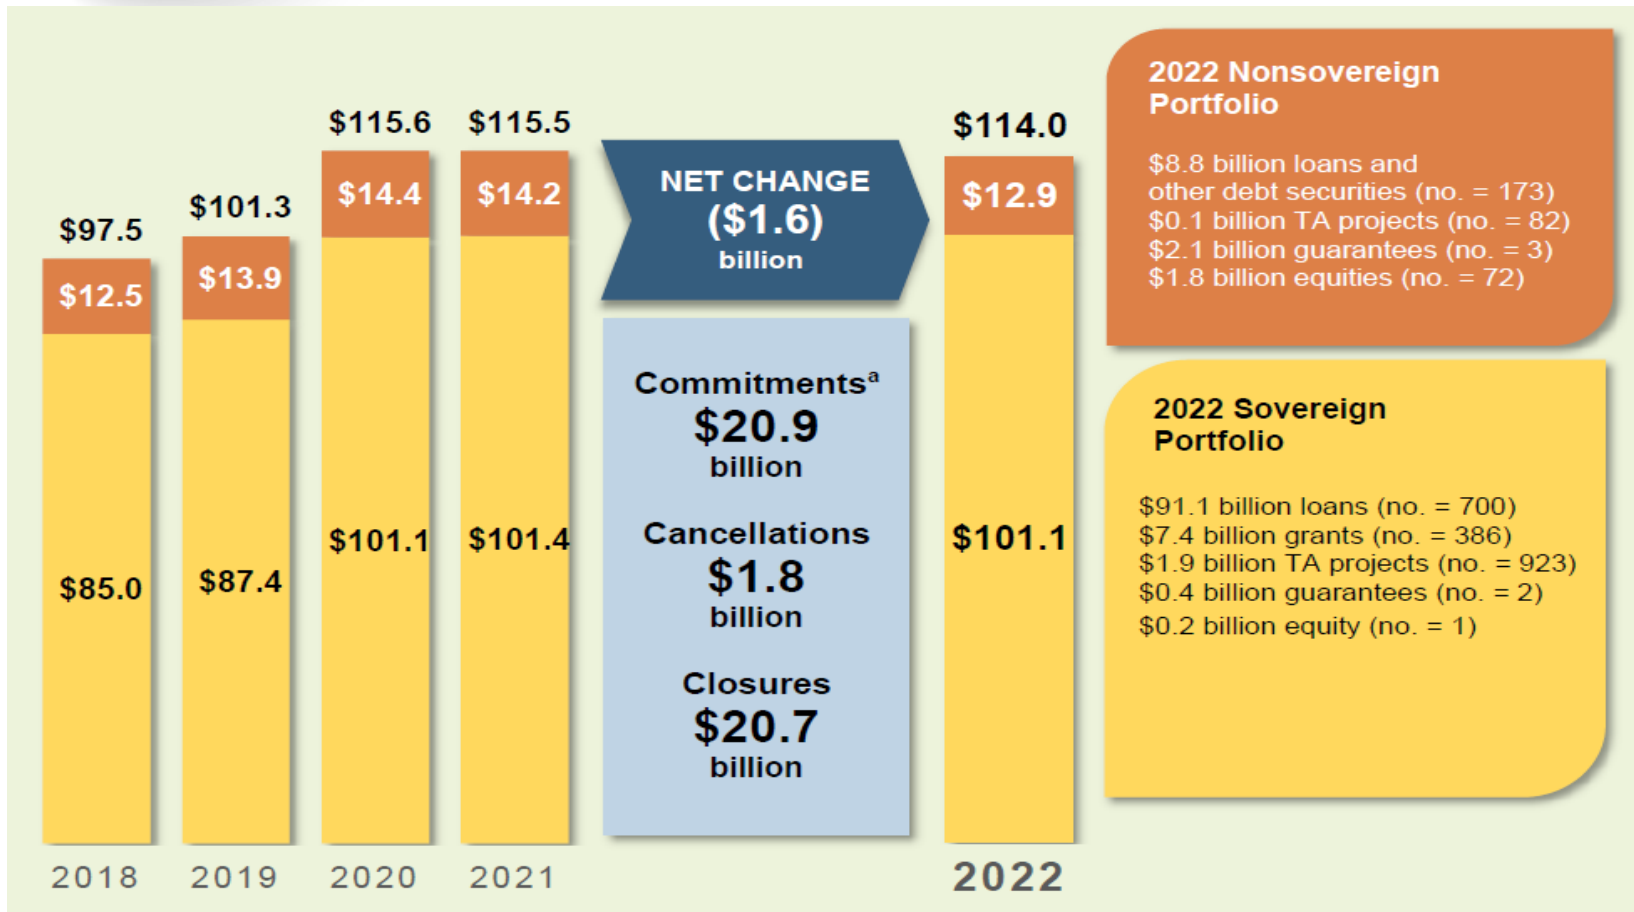 $97.5
$12.5
$85.0
2018
$101.3
$13.9
$87.4
2019
$115.6
$14.4
$101.1
2020
$115.5
$14.2
$101.4
2021
NET CHANGE
($1.6)
billion
Commitmentsᵃ
$20.9
billion
Cancellations
$1.8
billion
Closures
$20.7
billion
$114.0
$12.9
$101.1
2022
2022 Nonsovereign
Portfolio
$8.8 billion loans and
other debt securities (no. = 173)
$0.1 billion TA projects (no. = 82)
$2.1 billion guarantees (no. = 3)
$1.8 billion equities (no. = 72)
2022 Sovereign
Portfolio
$91.1 billion loans (no. = 700)
$7.4 billion grants (no. = 386)
$1.9 billion TA projects (no. = 923)
$0.4 billion guarantees (no. = 2)
$0.2 billion equity (no. = 1)